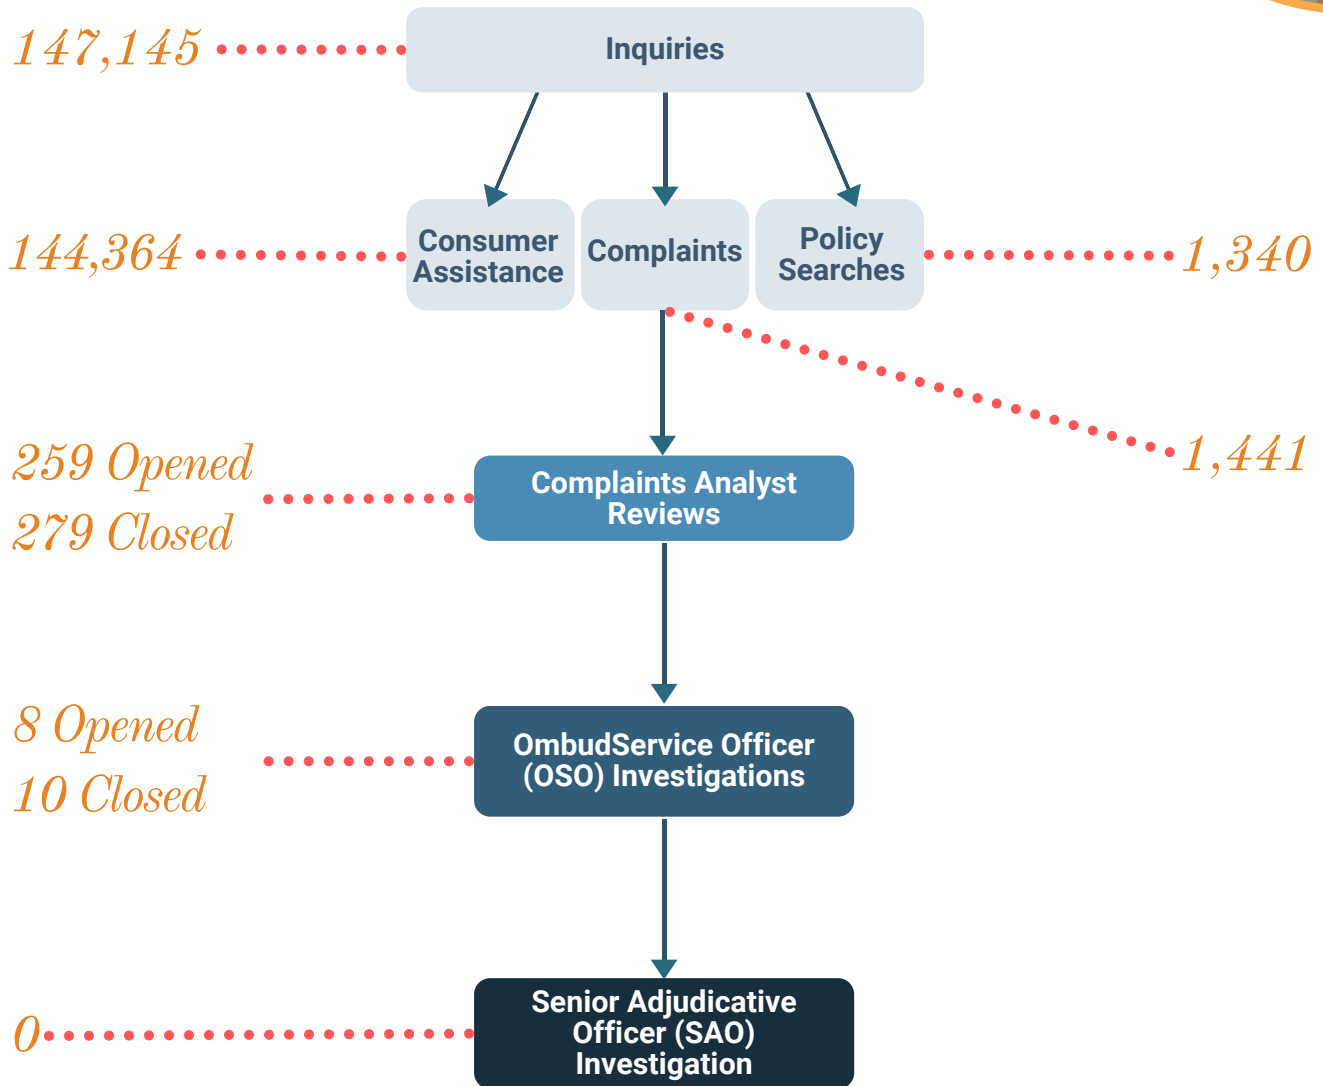 147,145
Inquiries
144,364
Consumer
Assistance
Complaints
Policy
Searches
1,340
1,441
259 Opened
279 Closed
Complaints Analyst
Reviews
8 Opened
10 Closed
OmbudService Officer
(OSO) Investigations
0
Senior Adjudicative
Officer (SAO)
Investigation